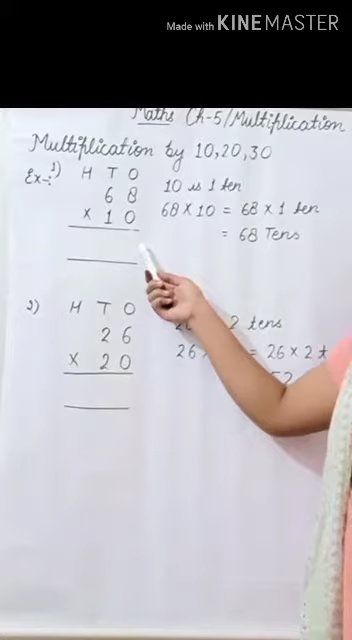 Made with KINEMASTER
Maths Ch-5/Multiplication
Multiplication by 10,20,30
Ex-:1) H T O
6 8
× 1 0
10 is 1 ten
68 × 10 = 68 × 1 ten
= 68 Tens
2) H T O
2 6
× 2 0
2 tens
26 × = 26 × 2 t
52